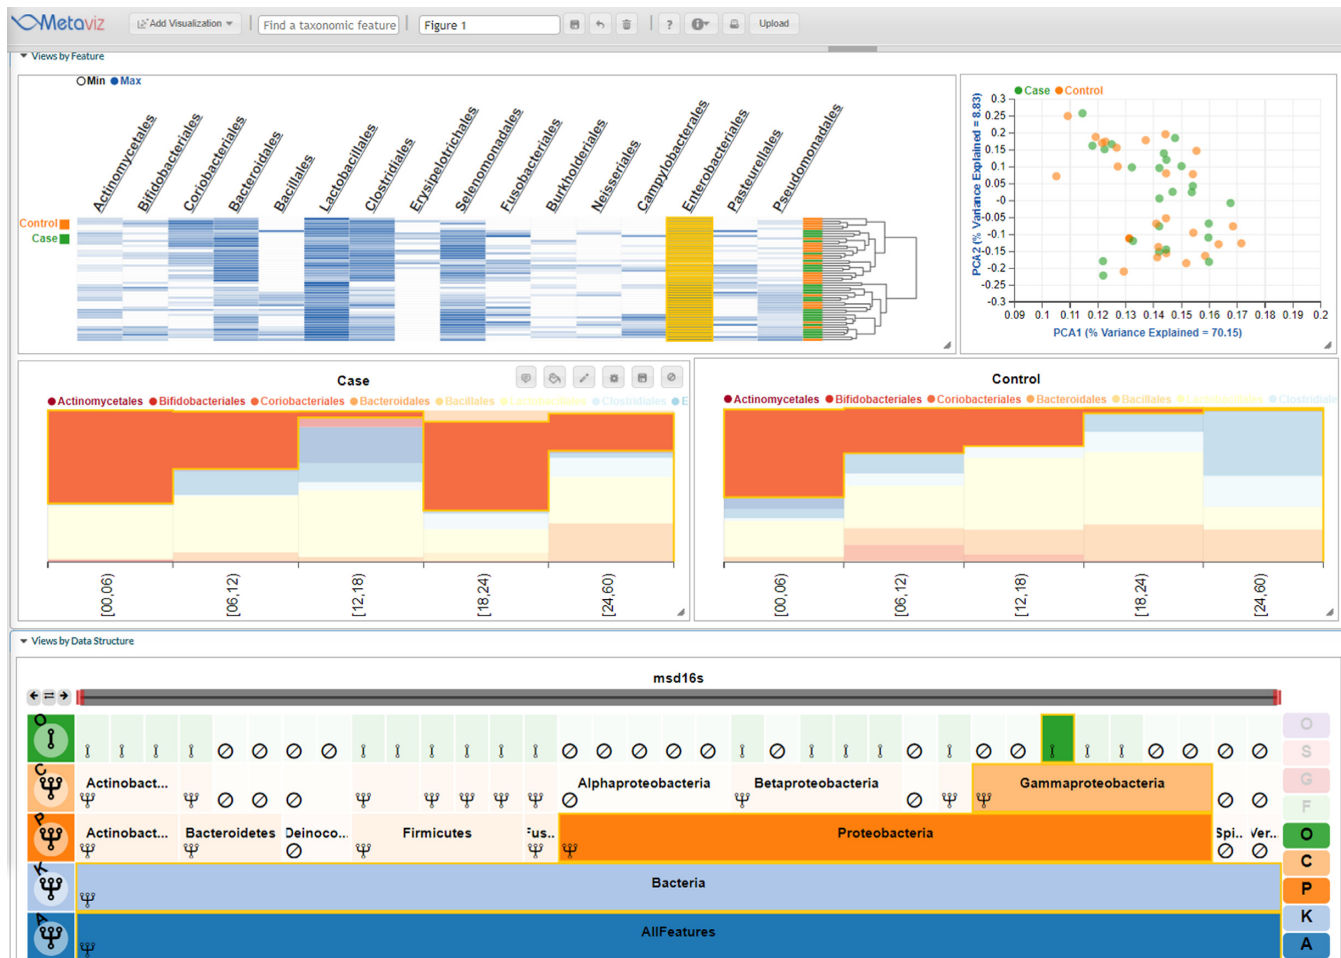 Metaviz
Add Visualization
Find a taxonomic feature
Figure 1
?
Upload
Views by Feature
Min Max
Actinomycetales
Bifidobacteriales
Coriobacteriales
Bacteroidales
Bacillales
Lactobacillales
Clostridiales
Erysipelotrichales
Selenomonadales
Fusobacteriales
Burkholderiales
Neisseriales
Campylobacterales
Enterobacteriales
Pasteurellales
Pseudomonadales
Control
Case
Case Control
PCA2 (% Variance Explained = 8.83)
0.3
0.25
0.2
0.15
0.1
0.05
-0
-0.05
-0.1
-0.15
-0.2
-0.25
-0.3
0.09 0.1 0.11 0.12 0.13 0.14 0.15 0.16 0.17 0.18 0.19 0.2
PCA1 (% Variance Explained = 70.15)
Case
Actinomycetales Bifidobacteriales Coriobacteriales Bacteroidales Bacillales Lactobacillales Clostridiales E
[00,06) [06,12) [12,18) [18,24) [24,60)
Control
Actinomycetales Bifidobacteriales Coriobacteriales Bacteroidales Bacillales Lactobacillales Clostridiale
[00,06) [06,12) [12,18) [18,24) [24,60)
Views by Data Structure
msd16s
O
O
C
Actinobact... Alphaproteobacteria Betaproteobacteria Gammaproteobacteria
S
G
P
Actinobact... Bacteroidetes Deinoco... Firmicutes Fus.. Proteobacteria Spi.. Ver...
F
O
K
Bacteria
C
P
A
AllFeatures
K
A